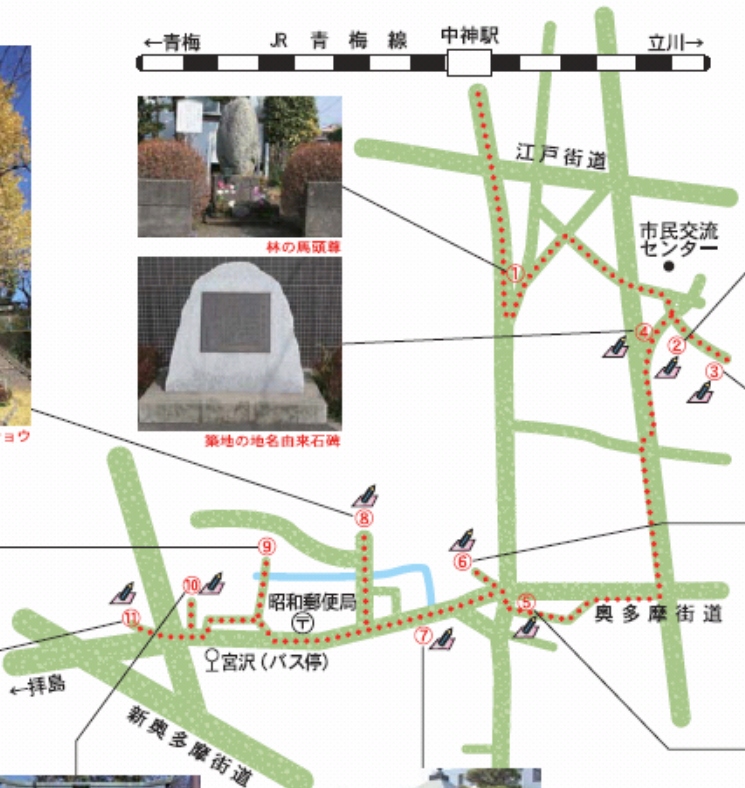 ←青梅
JR 青梅線
中神駅
立川→
江戸街道
林の馬頭尊
市民交流
センター
①
④
②
③
築地の地名由来石碑
ョウ
⑧
⑨
⑥
⑩
昭和郵便局
⑤
奥多摩街道
⑪
⑦
宮沢（バス停）
←拝島
新奥多摩街道